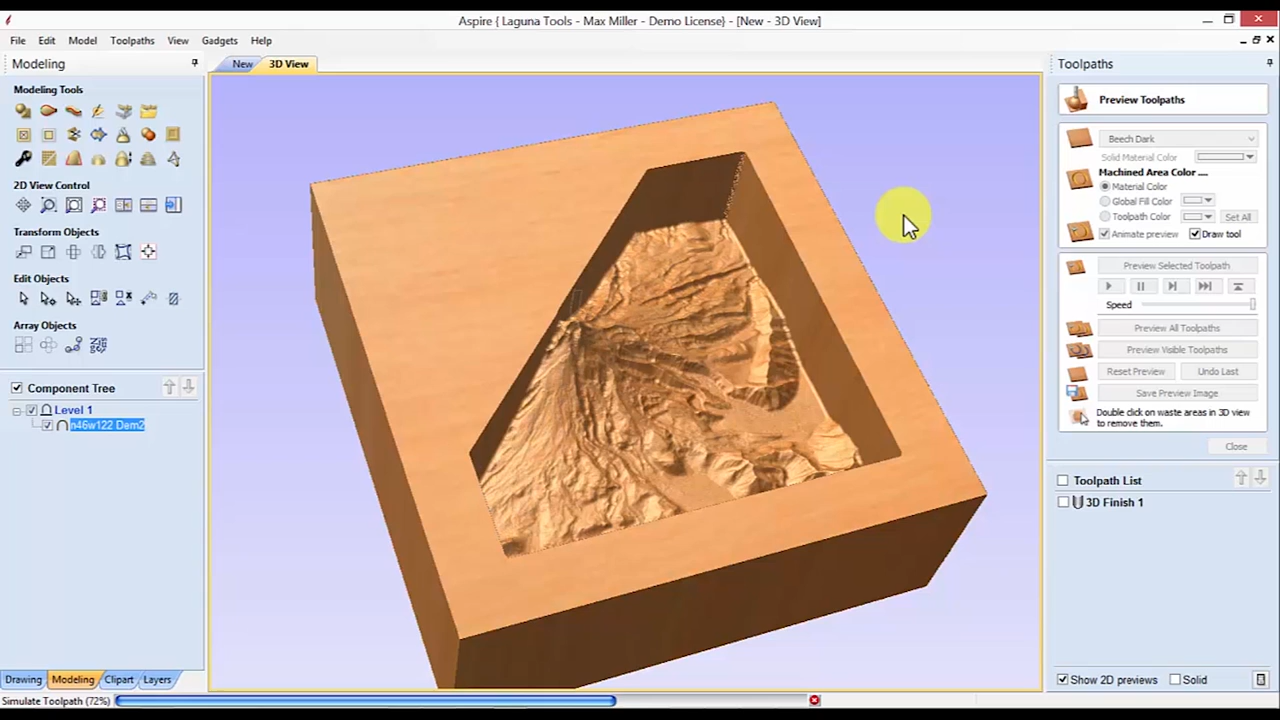 Aspire { Laguna Tools - Max Miller - Demo License} - [New - 3D View]
File Edit Model Toolpaths View Gadgets Help
Modeling
New 3D View
Toolpaths
Modeling Tools
2D View Control
Transform Objects
Edit Objects
Array Objects
Component Tree
Level 1
n46w122 Dem2
Drawing Modeling Clipart Layers
Simulate Toolpath (72%)
Preview Toolpaths
Beech Dark
Solid Material Color
Machined Area Color ....
Material Color
Global Fill Color
Toolpath Color Set All
Animate preview Draw tool
Preview Selected Toolpath
Speed
Preview All Toolpaths
Preview Visible Toolpaths
Reset Preview Undo Last
Save Preview Image
Double click on waste areas in 3D view
to remove them.
Close
Toolpath List
3D Finish 1
Show 2D previews Solid